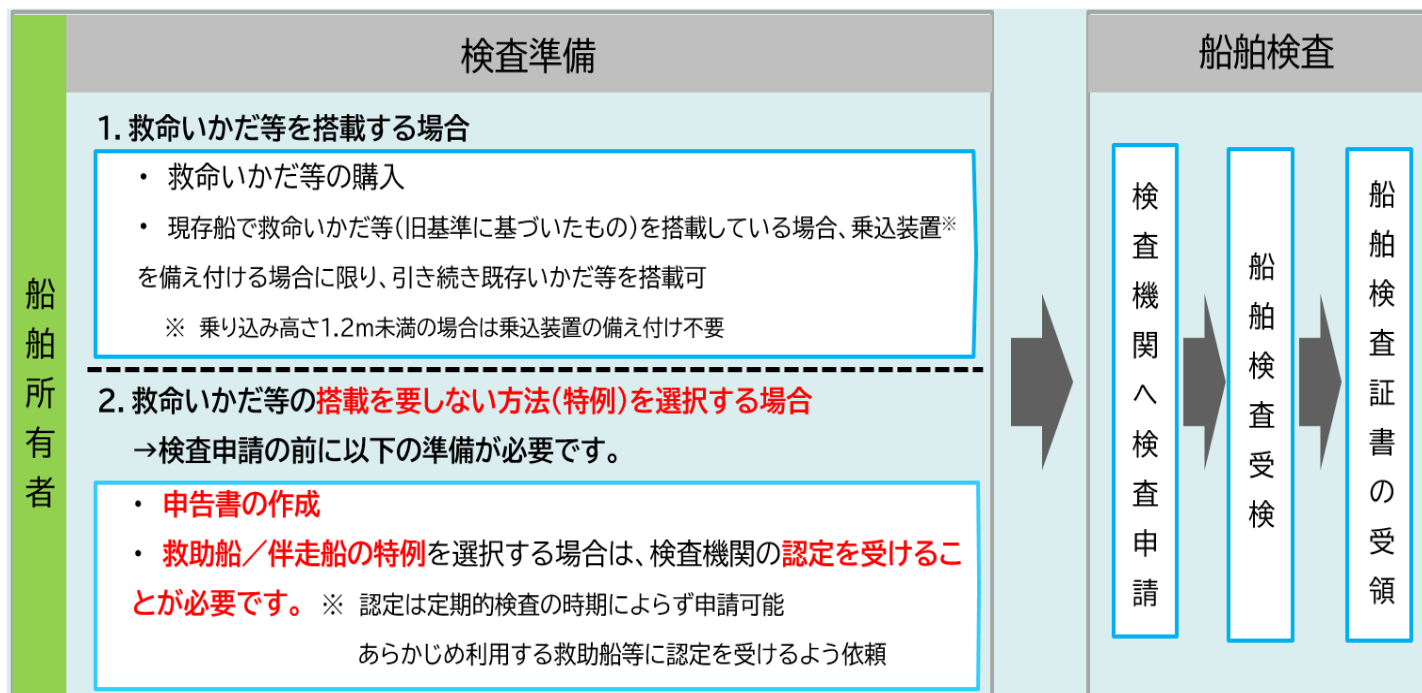 船舶所有者
検査準備
1. 救命いかだ等を搭載する場合
・ 救命いかだ等の購入
・ 現存船で救命いかだ等(旧基準に基づいたもの)を搭載している場合、乗込装置※
を備え付ける場合に限り、引き続き既存いかだ等を搭載可
※ 乗り込み高さ1.2m未満の場合は乗込装置の備え付け不要
2. 救命いかだ等の搭載を要しない方法(特例)を選択する場合
→検査申請の前に以下の準備が必要です。
・ 申告書の作成
・ 救助船/伴走船の特例を選択する場合は、検査機関の認定を受けるこ
とが必要です。 ※ 認定は定期的検査の時期によらず申請可能
あらかじめ利用する救助船等に認定を受けるよう依頼
船舶検査
検査機関へ検査申請
船舶検査受検
船舶検査証書の受領